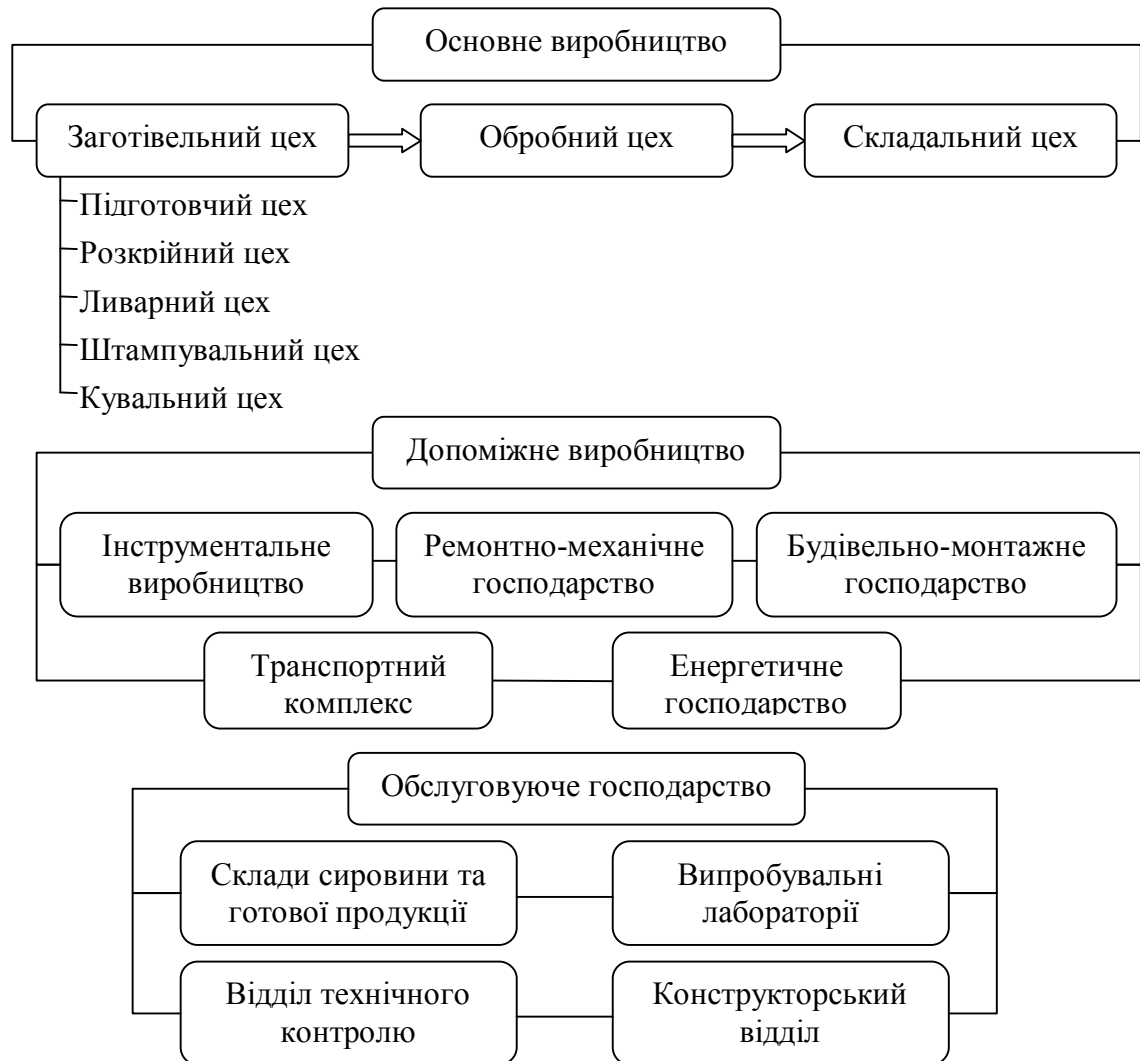 Основне виробництво
Заготівельний цех
Обробний цех
Складальний цех
Підготовчий цех
Розкрійний цех
Ливарний цех
Штампувальний цех
Кувальний цех
Допоміжне виробництво
Інструментальне
виробництво
Ремонтно-механічне
господарство
Будівельно-монтажне
господарство
Транспортний
комплекс
Енергетичне
господарство
Обслуговуюче господарство
Склади сировини та
готової продукції
Випробувальні
лабораторії
Відділ технічного
контролю
Конструкторський
відділ